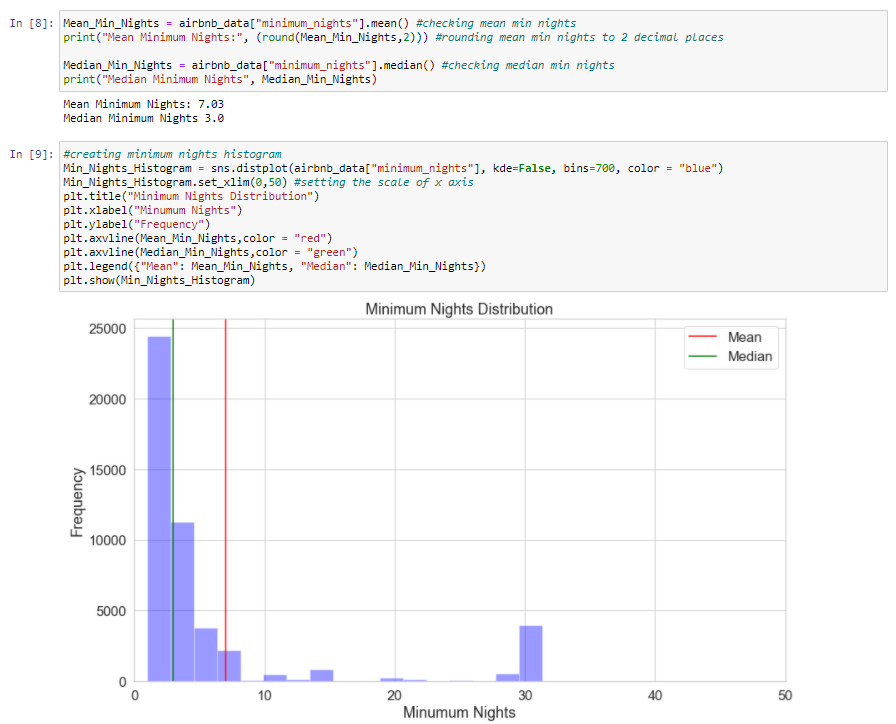 In [8]: Mean_Min_Nights = airbnb_data["minimum_nights"].mean() #checking mean min nights
print("Mean Minimum Nights:", (round(Mean_Min_Nights,2))) #rounding mean min nights to 2 decimal places
Median_Min_Nights = airbnb_data["minimum_nights"].median() #checking median min nights
print("Median Minimum Nights", Median_Min_Nights)
Mean Minimum Nights: 7.03
Median Minimum Nights 3.0
In [9]: #creating minimum nights histogram
Min_Nights_Histogram = sns.distplot(airbnb_data["minimum_nights"], kde=False, bins=700, color = "blue")
Min_Nights_Histogram.set_xlim(0,50) #setting the scale of x axis
plt.title("Minimum Nights Distribution")
plt.xlabel("Minumum Nights")
plt.ylabel("Frequency")
plt.axvline(Mean_Min_Nights,color = "red")
plt.axvline(Median_Min_Nights,color = "green")
plt.legend({"Mean": Mean_Min_Nights, "Median": Median_Min_Nights})
plt.show(Min_Nights_Histogram)
Minimum Nights Distribution
25000
20000
15000
10000
5000
0
Frequency
Mean
Median
0 10 20 30 40 50
Minumum Nights